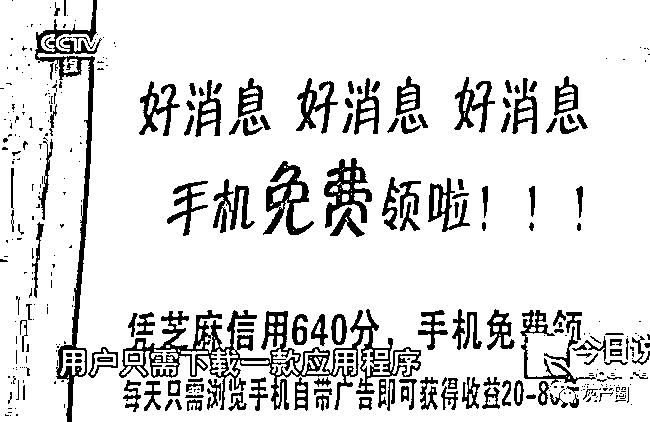 CCTV
好消息 好消息 好消息
手机免费领啦！！！
凭芝麻信用640分，手机免费领
用户只需下载一款应用程序
今日说
每天只需浏览手机自带广告即可获得收益20-80
灰产圈